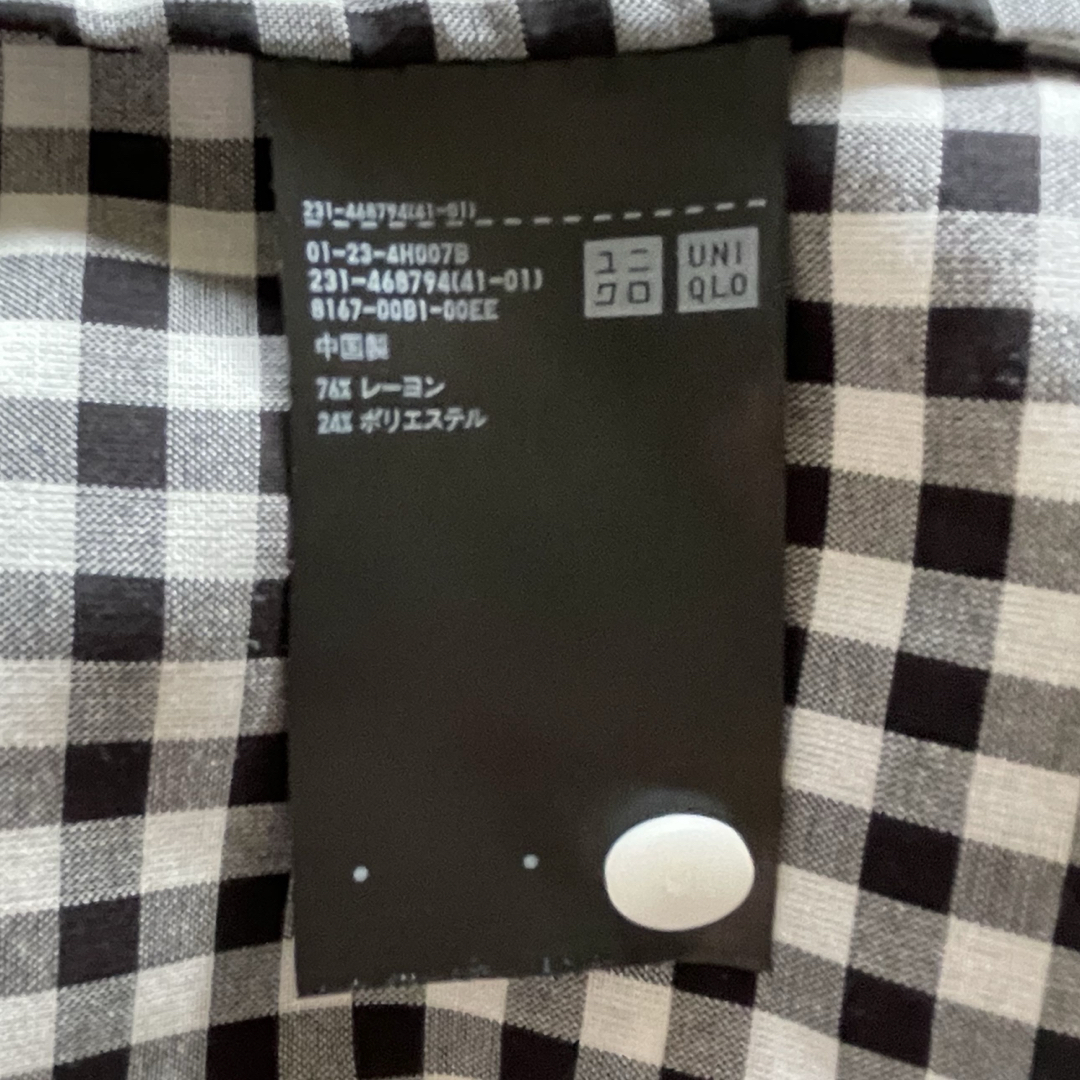 231-468794(41-01)
01-23-4H007B
231-468794(41-01)
8167-00B1-00EE
中国製
76% レーヨン
24% ポリエステル
ユニ
クロ
UNI
QLO